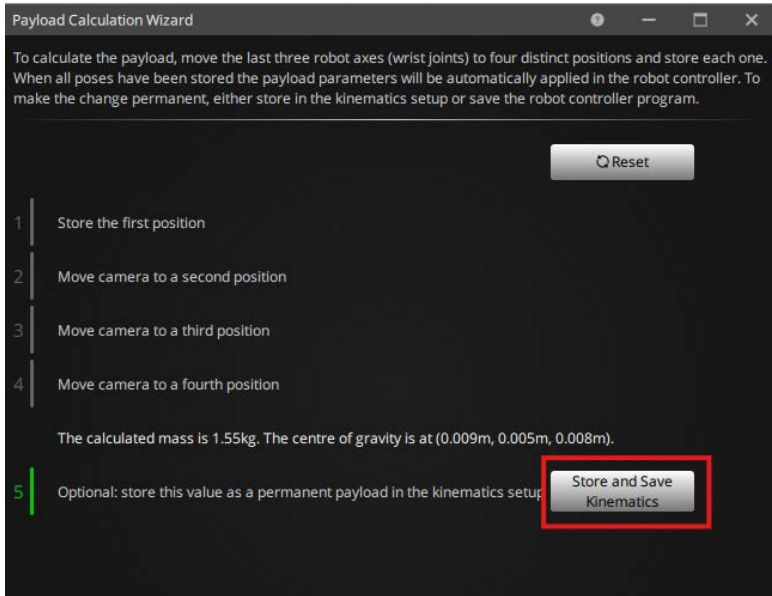 Payload Calculation Wizard
To calculate the payload, move the last three robot axes (wrist joints) to four distinct positions and store each one.
When all poses have been stored the payload parameters will be automatically applied in the robot controller. To
make the change permanent, either store in the kinematics setup or save the robot controller program.
Reset
1 Store the first position
2 Move camera to a second position
3 Move camera to a third position
4 Move camera to a fourth position
The calculated mass is 1.55kg. The centre of gravity is at (0.009m, 0.005m, 0.008m).
5 Optional: store this value as a permanent payload in the kinematics setup
Store and Save
Kinematics